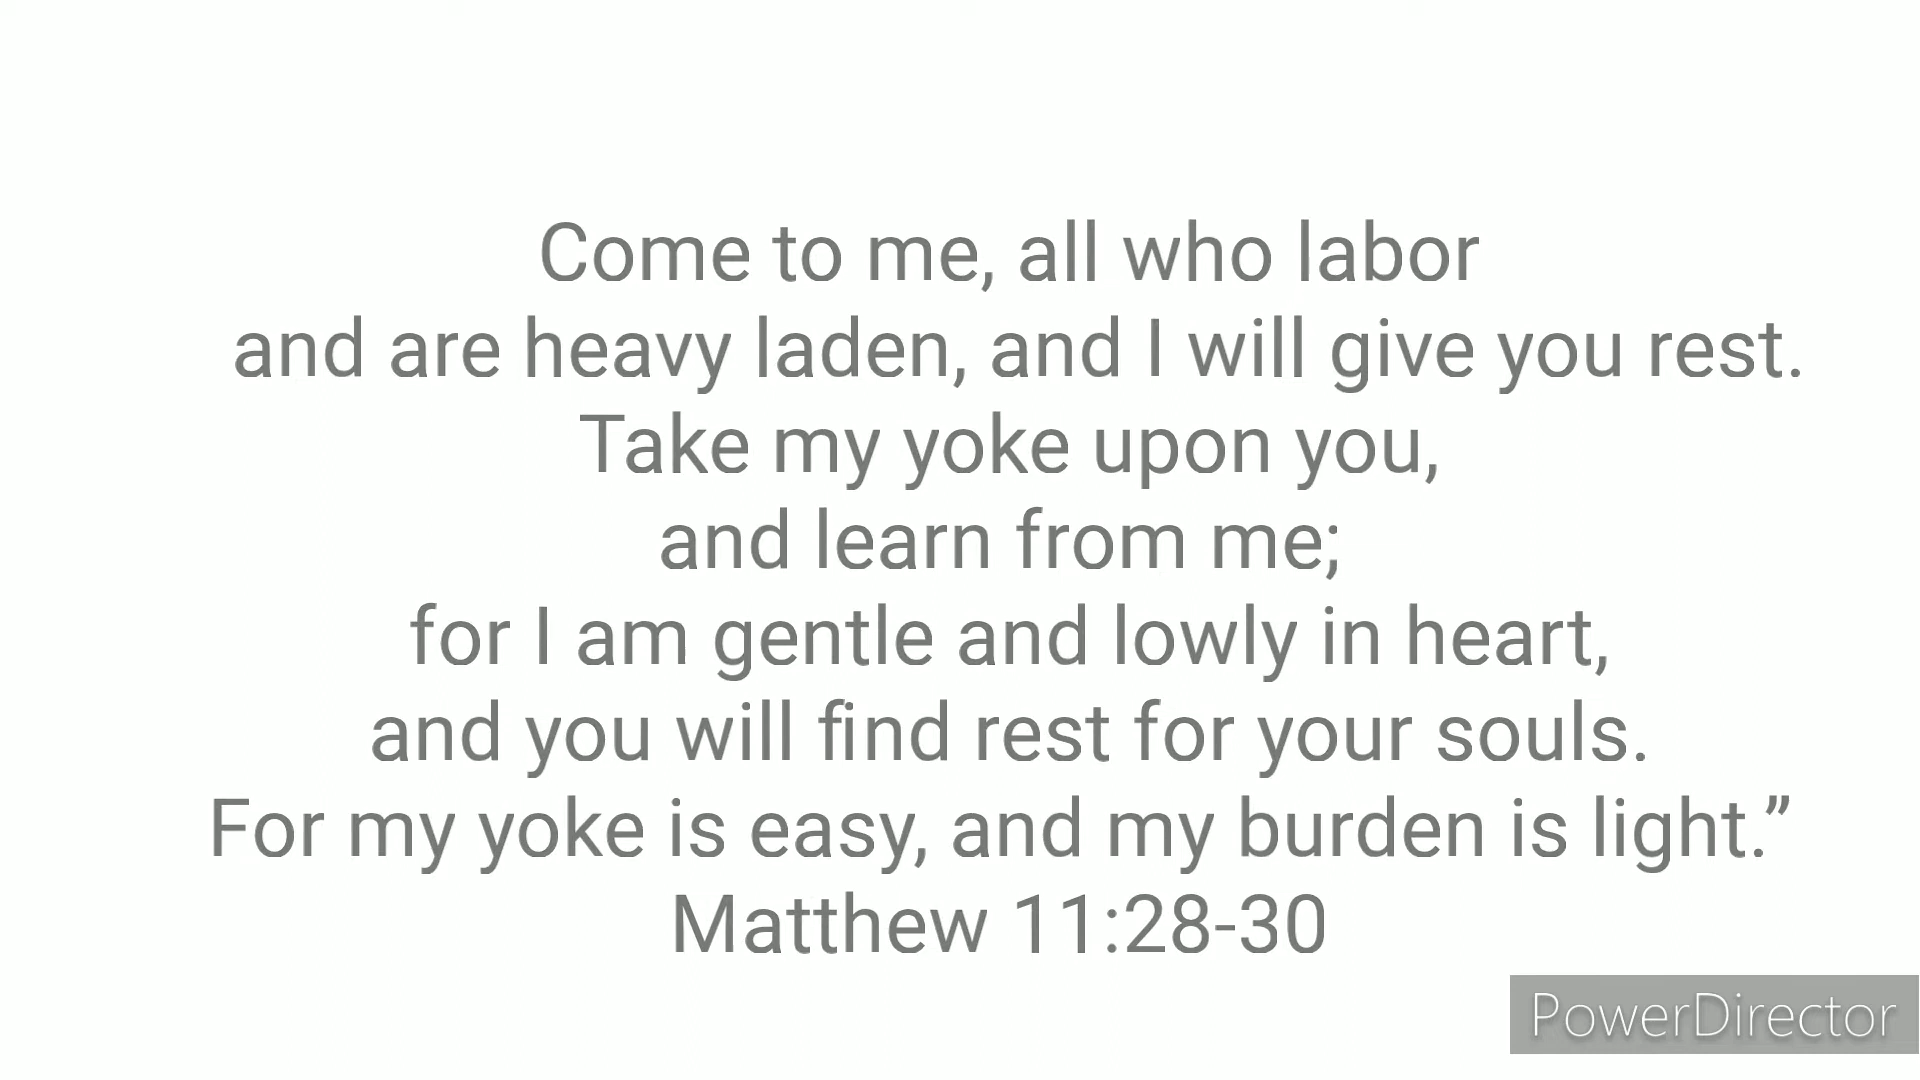 Come to me, all who labor
and are heavy laden, and I will give you rest.
Take my yoke upon you,
and learn from me;
for I am gentle and lowly in heart,
and you will find rest for your souls.
For my yoke is easy, and my burden is light.”
Matthew 11:28-30
PowerDirector